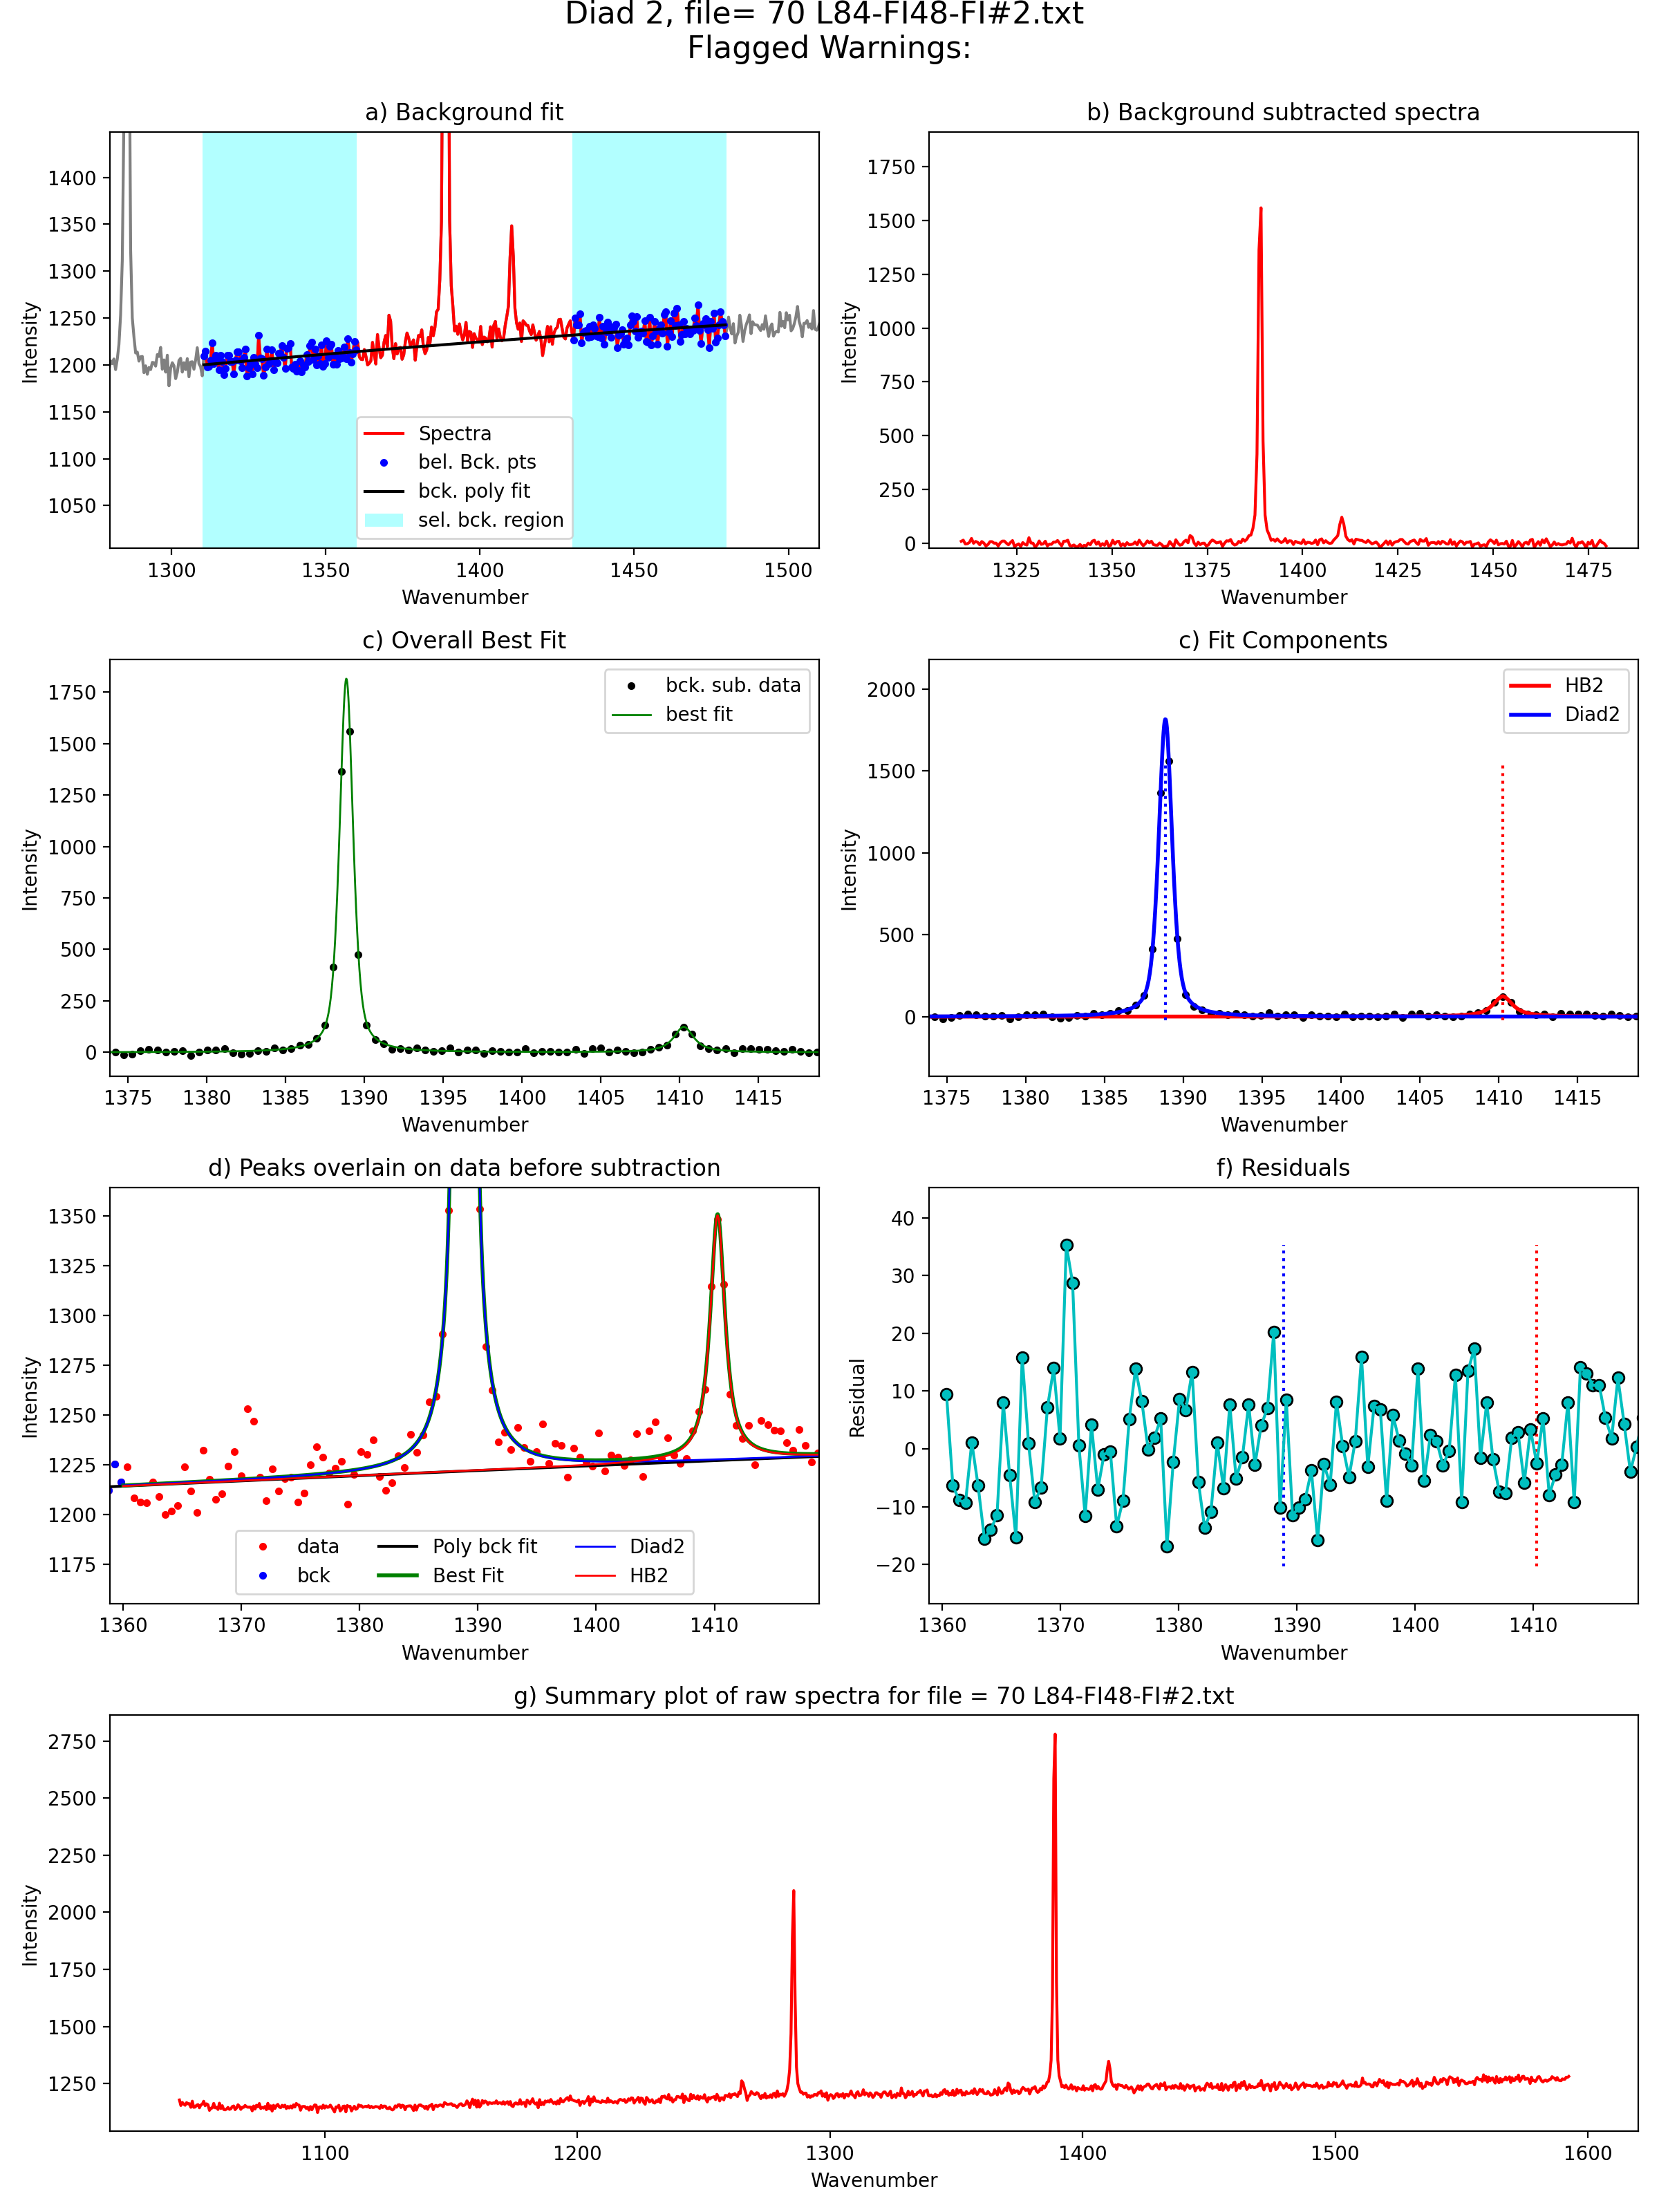 Diad 2, file= 70 L84-FI48-FI#2.txt
Flagged Warnings:
a) Background fit
1400
1350
1300
1250
1200
1150
1100
1050
Intensity
Spectra
bel. Bck. pts
bck. poly fit
sel. bck. region
1300 1350 1400 1450 1500
Wavenumber
b) Background subtracted spectra
1750
1500
1250
1000
750
500
250
0
Intensity
1325 1350 1375 1400 1425 1450 1475
Wavenumber
c) Overall Best Fit
1750
1500
1250
1000
750
500
250
0
Intensity
bck. sub. data
best fit
1375 1380 1385 1390 1395 1400 1405 1410 1415
Wavenumber
c) Fit Components
2000
1500
1000
500
0
Intensity
HB2
Diad2
1375 1380 1385 1390 1395 1400 1405 1410 1415
Wavenumber
d) Peaks overlain on data before subtraction
1350
1325
1300
1275
1250
1225
1200
1175
Intensity
data
bck
Poly bck fit
Best Fit
Diad2
HB2
1360 1370 1380 1390 1400 1410
Wavenumber
f) Residuals
40
30
20
10
0
−10
−20
Residual
1360 1370 1380 1390 1400 1410
Wavenumber
g) Summary plot of raw spectra for file = 70 L84-FI48-FI#2.txt
2750
2500
2250
2000
1750
1500
1250
Intensity
1100 1200 1300 1400 1500 1600
Wavenumber